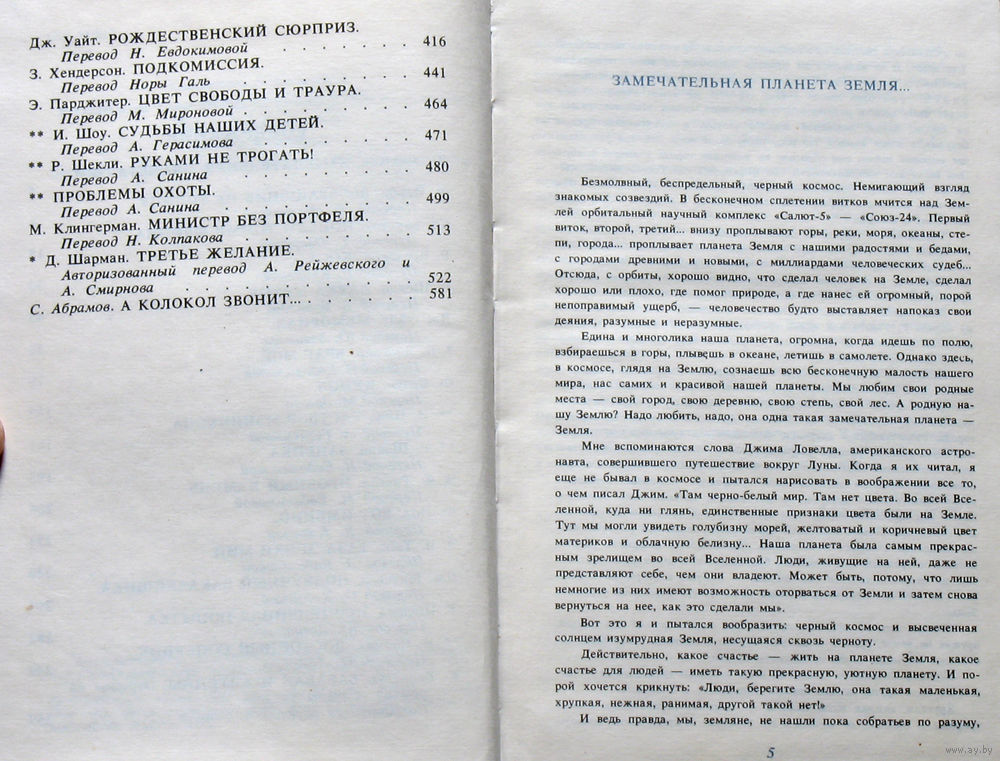 Дж. Уайт. РОЖДЕСТВЕНСКИЙ СЮРПРИЗ.
Перевод Н. Евдокимовой . . . . . . . 416
З. Хендерсон. ПОДКОМИССИЯ.
Перевод Норы Галь . . . . . . . . 441
Э. Парджитер. ЦВЕТ СВОБОДЫ И ТРАУРА.
Перевод М. Мироновой . . . . . . . . 464
** И. Шоу. СУДЬБЫ НАШИХ ДЕТЕЙ.
Перевод А. Герасимова . . . . . . . 471
** Р. Шекли. РУКАМИ НЕ ТРОГАТЬ!
Перевод А. Санина . . . . . . . . 480
** ПРОБЛЕМЫ ОХОТЫ.
Перевод А. Санина . . . . . . . . 499
М. Клингерман. МИНИСТР БЕЗ ПОРТФЕЛЯ.
Перевод Н. Колпакова . . . . . . . 513
* Д. Шарман. ТРЕТЬЕ ЖЕЛАНИЕ.
Авторизованный перевод А. Рейжевского и
А. Смирнова . . . . . . . . . . 522
С. Абрамов. А КОЛОКОЛ ЗВОНИТ... . . . . . . 581
ЗАМЕЧАТЕЛЬНАЯ ПЛАНЕТА ЗЕМЛЯ...
Безмолвный, беспредельный, черный космос. Немигающий взгляд
знакомых созвездий. В бесконечном сплетении витков мчится над Зем-
лей орбитальный научный комплекс «Салют-5» — «Союз-24». Первый
виток, второй, третий... внизу проплывают горы, реки, моря, океаны, сте-
пи, города... проплывает планета Земля с нашими радостями и бедами,
с городами древними и новыми, с миллиардами человеческих судеб...
Отсюда, с орбиты, хорошо видно, что сделал человек на Земле, сделал
хорошо или плохо, где помог природе, а где нанес ей огромный, порой
непоправимый ущерб, — человечество будто выставляет напоказ свои
деяния, разумные и неразумные.
Едина и многолика наша планета, огромна, когда идешь по полю,
взбираешься в горы, плывешь в океане, летишь в самолете. Однако здесь,
в космосе, глядя на Землю, сознаешь всю бесконечную малость нашего
мира, нас самих и красивой нашей планеты. Мы любим свои родные
места — свой город, свою деревню, свою степь, свой лес. А родную на-
шу Землю? Надо любить, надо, она одна такая замечательная планета —
Земля.
Мне вспоминаются слова Джима Ловелла, американского астро-
навта, совершившего путешествие вокруг Луны. Когда я их читал, я
еще не бывал в космосе и пытался нарисовать в воображении все то,
о чем писал Джим. «Там черно-белый мир. Там нет цвета. Во всей Все-
ленной, куда ни глянь, единственные признаки цвета были на Земле.
Тут мы могли увидеть голубизну морей, желтоватый и коричневый цвет
материков и облачную белизну... Наша планета была самым прекрас-
ным зрелищем во всей Вселенной. Люди, живущие на ней, даже не
представляют себе, чем они владеют. Может быть, потому, что лишь
немногие из них имеют возможность оторваться от Земли и затем снова
вернуться на нее, как это сделали мы».
Вот это я и пытался вообразить: черный космос и высвеченная
солнцем изумрудная Земля, несущаяся сквозь черноту.
Действительно, какое счастье — жить на планете Земля, какое
счастье для людей — иметь такую прекрасную, уютную планету. И по-
рой хочется крикнуть: «Люди, берегите Землю, она такая маленькая,
хрупкая, нежная, ранимая, другой такой нет!»
И ведь правда, мы, земляне, не нашли пока собратьев по разуму,
5
www.ay.by